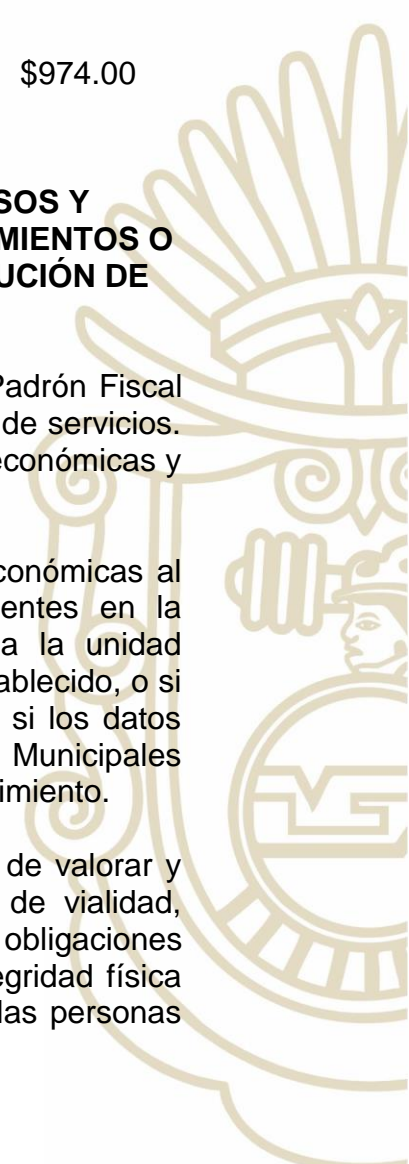 $974.00
SOS Y
MIENTOS O
UCIÓN DE
Padrón Fiscal
de servicios.
económicas y
conómicas al
entes en la
a la unidad
ablecido, o si
si los datos
Municipales
imiento.
de valorar y
de vialidad,
obligaciones
egridad física
las personas